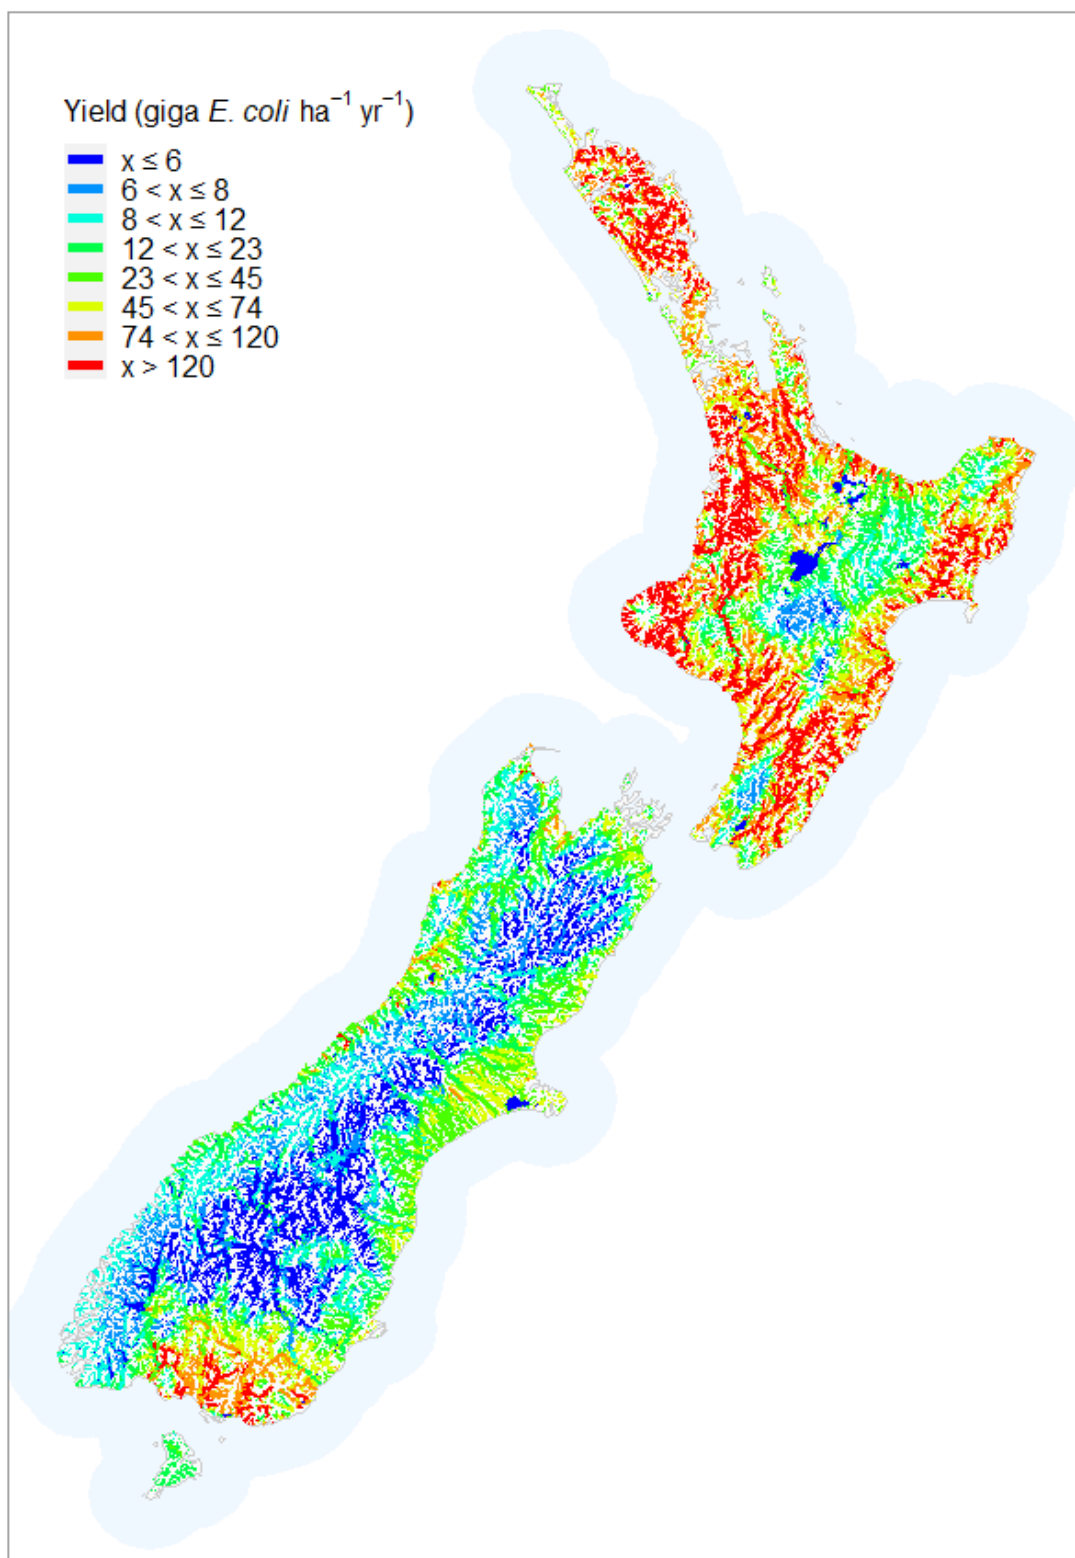 Yield (giga E. coli ha⁻¹ yr⁻¹)
x ≤ 6
6 < x ≤ 8
8 < x ≤ 12
12 < x ≤ 23
23 < x ≤ 45
45 < x ≤ 74
74 < x ≤ 120
x > 120